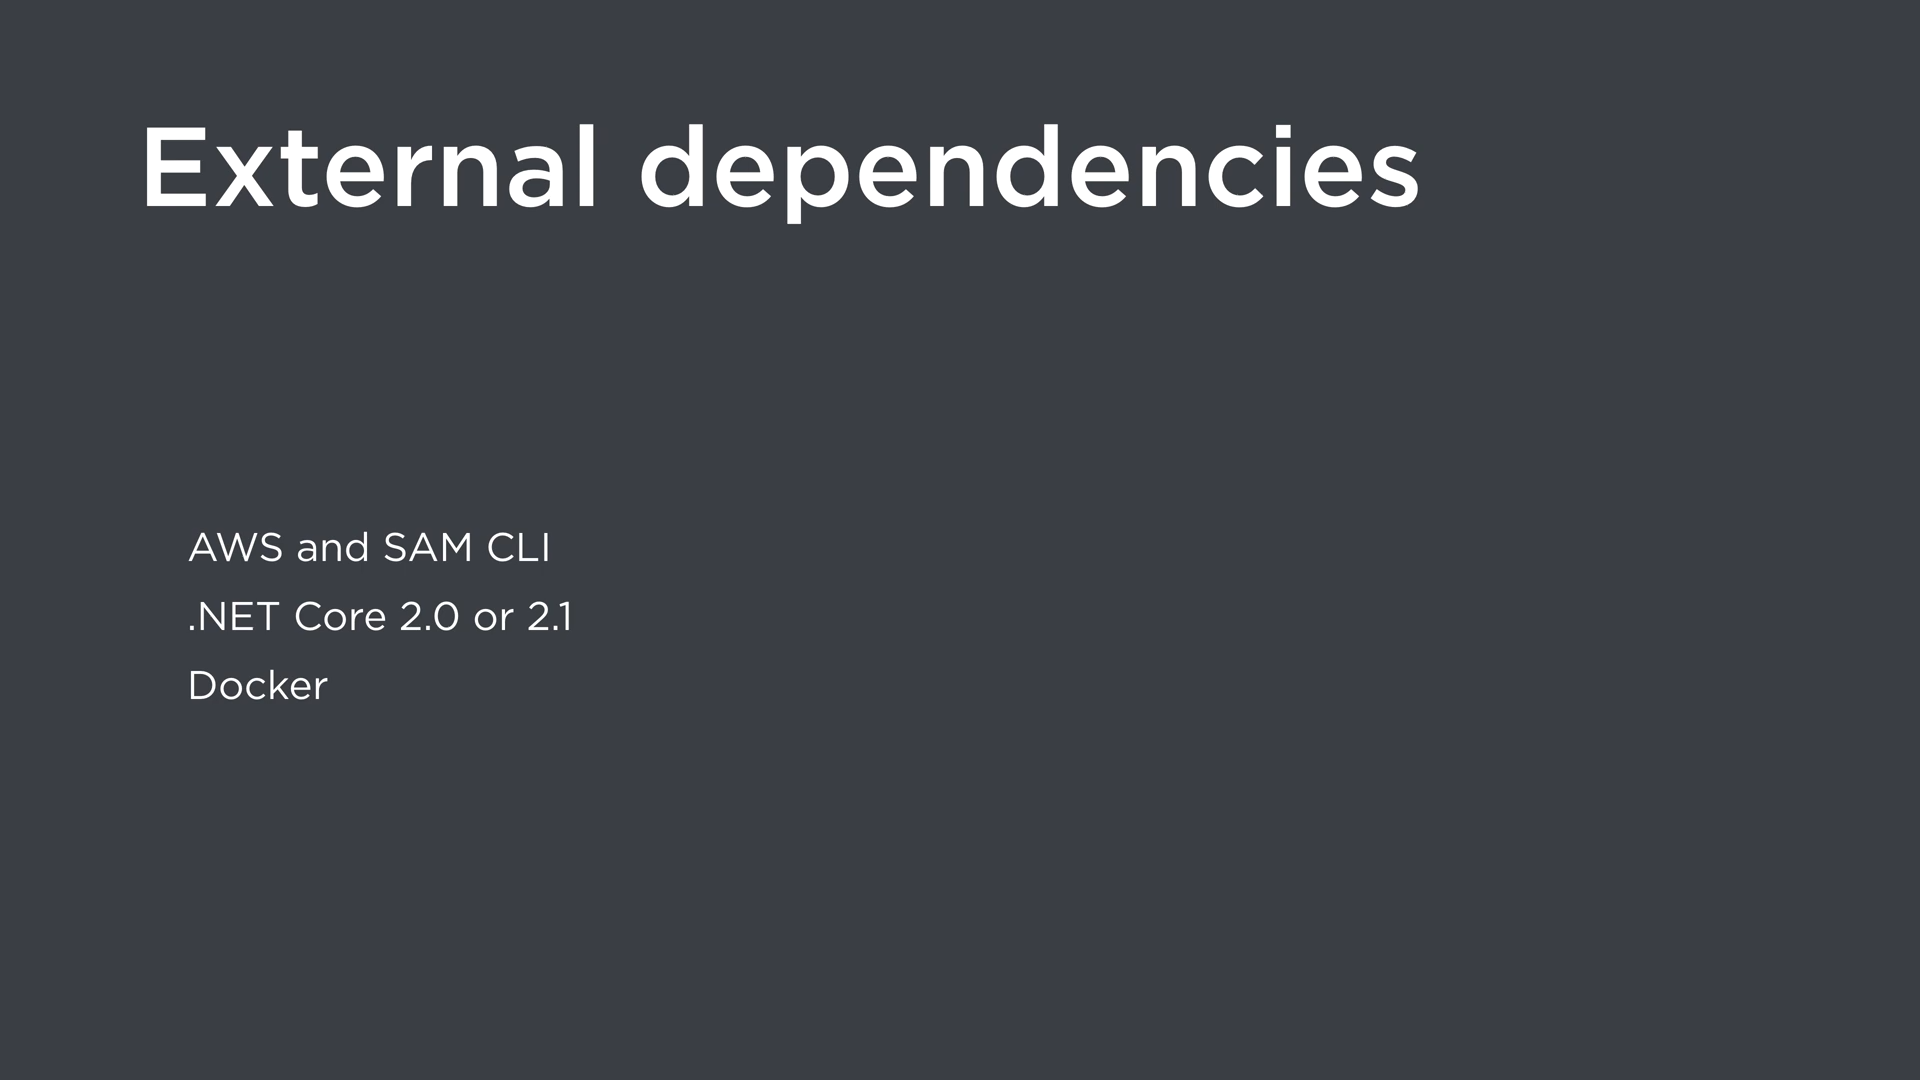 External dependencies
AWS and SAM CLI
.NET Core 2.0 or 2.1
Docker